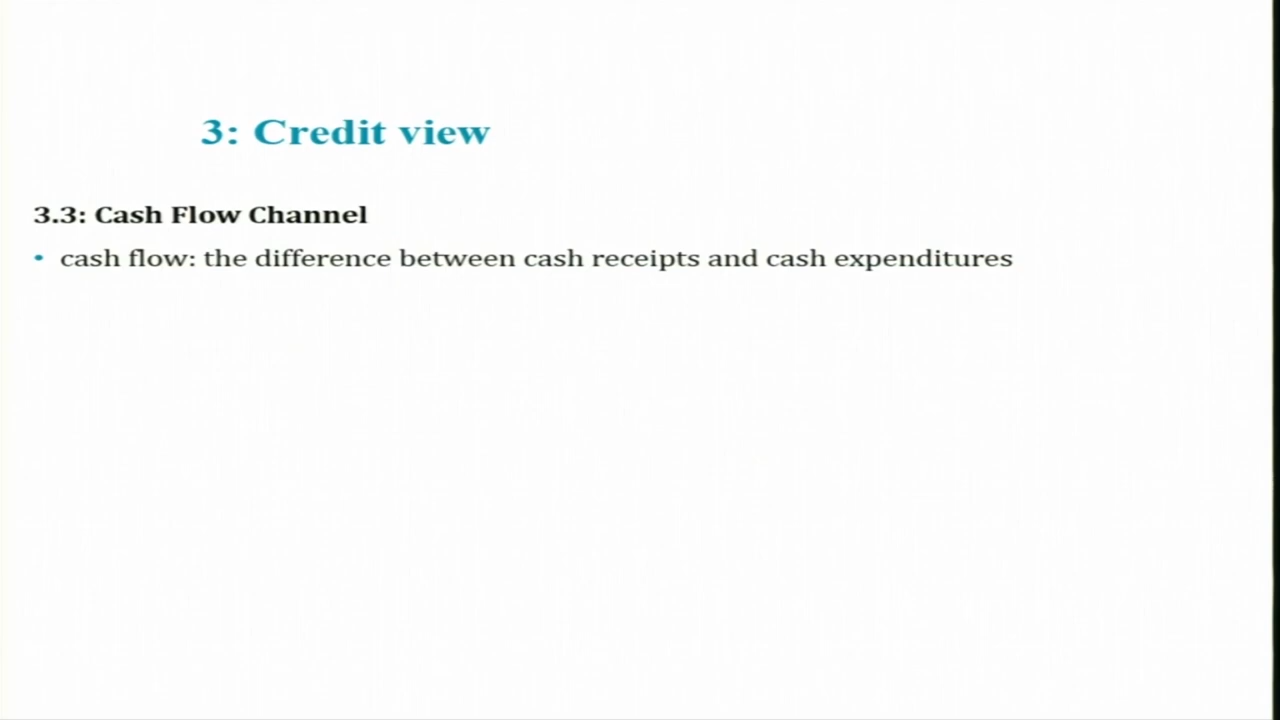 3: Credit view
3.3: Cash Flow Channel
• cash flow: the difference between cash receipts and cash expenditures